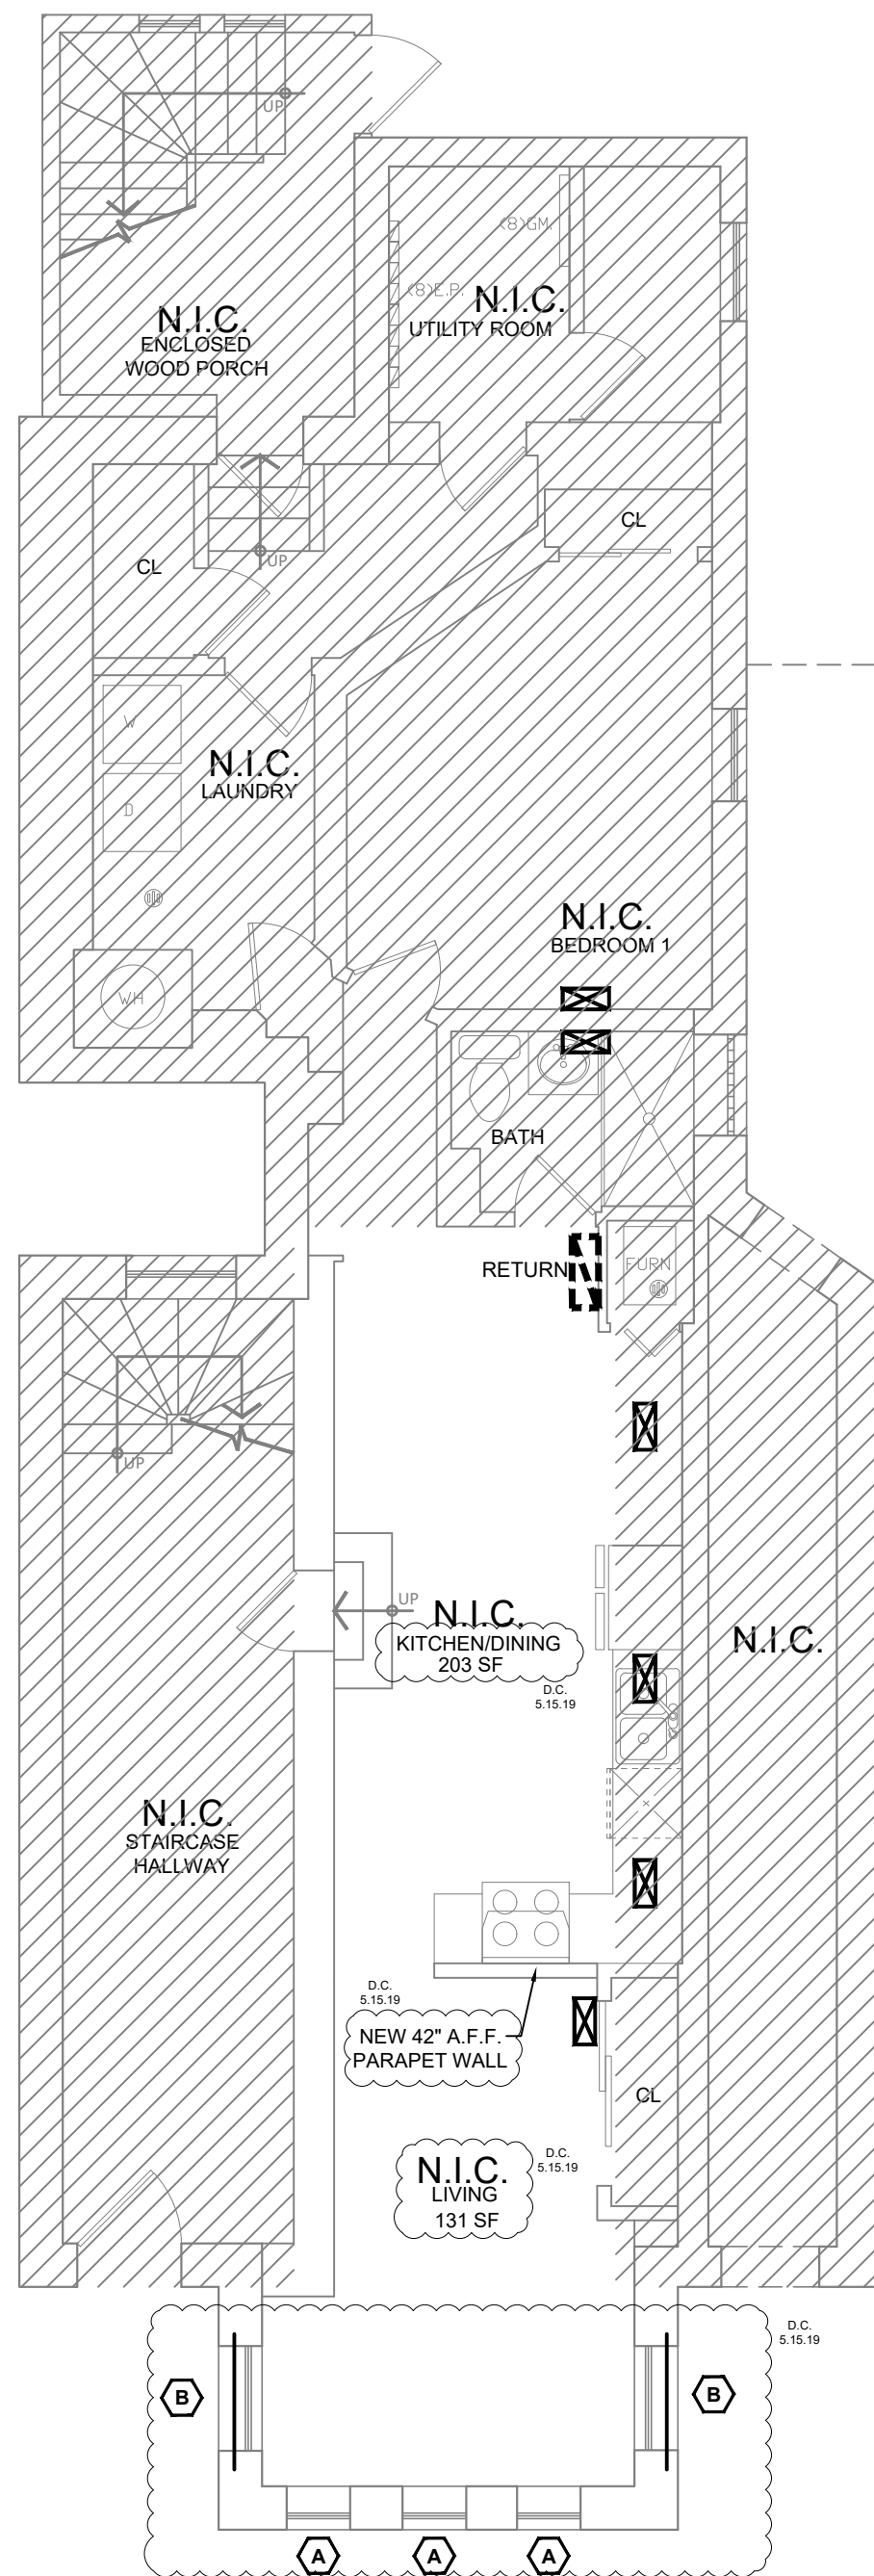 UP
(8)GM.
(8)E.P.
N.I.C.
UTILITY ROOM
N.I.C.
ENCLOSED
WOOD PORCH
CL
UP
CL
W
N.I.C.
LAUNDRY
D
N.I.C.
BEDROOM 1
WH
BATH
RETURN
FURN
UP
UP
N.I.C.
KITCHEN/DINING
203 SF
N.I.C.
D.C.
5.15.19
N.I.C.
STAIRCASE
HALLWAY
D.C.
5.15.19
NEW 42" A.F.F.
PARAPET WALL
CL
D.C.
5.15.19
N.I.C.
LIVING
131 SF
D.C.
5.15.19
B
B
A
A
A